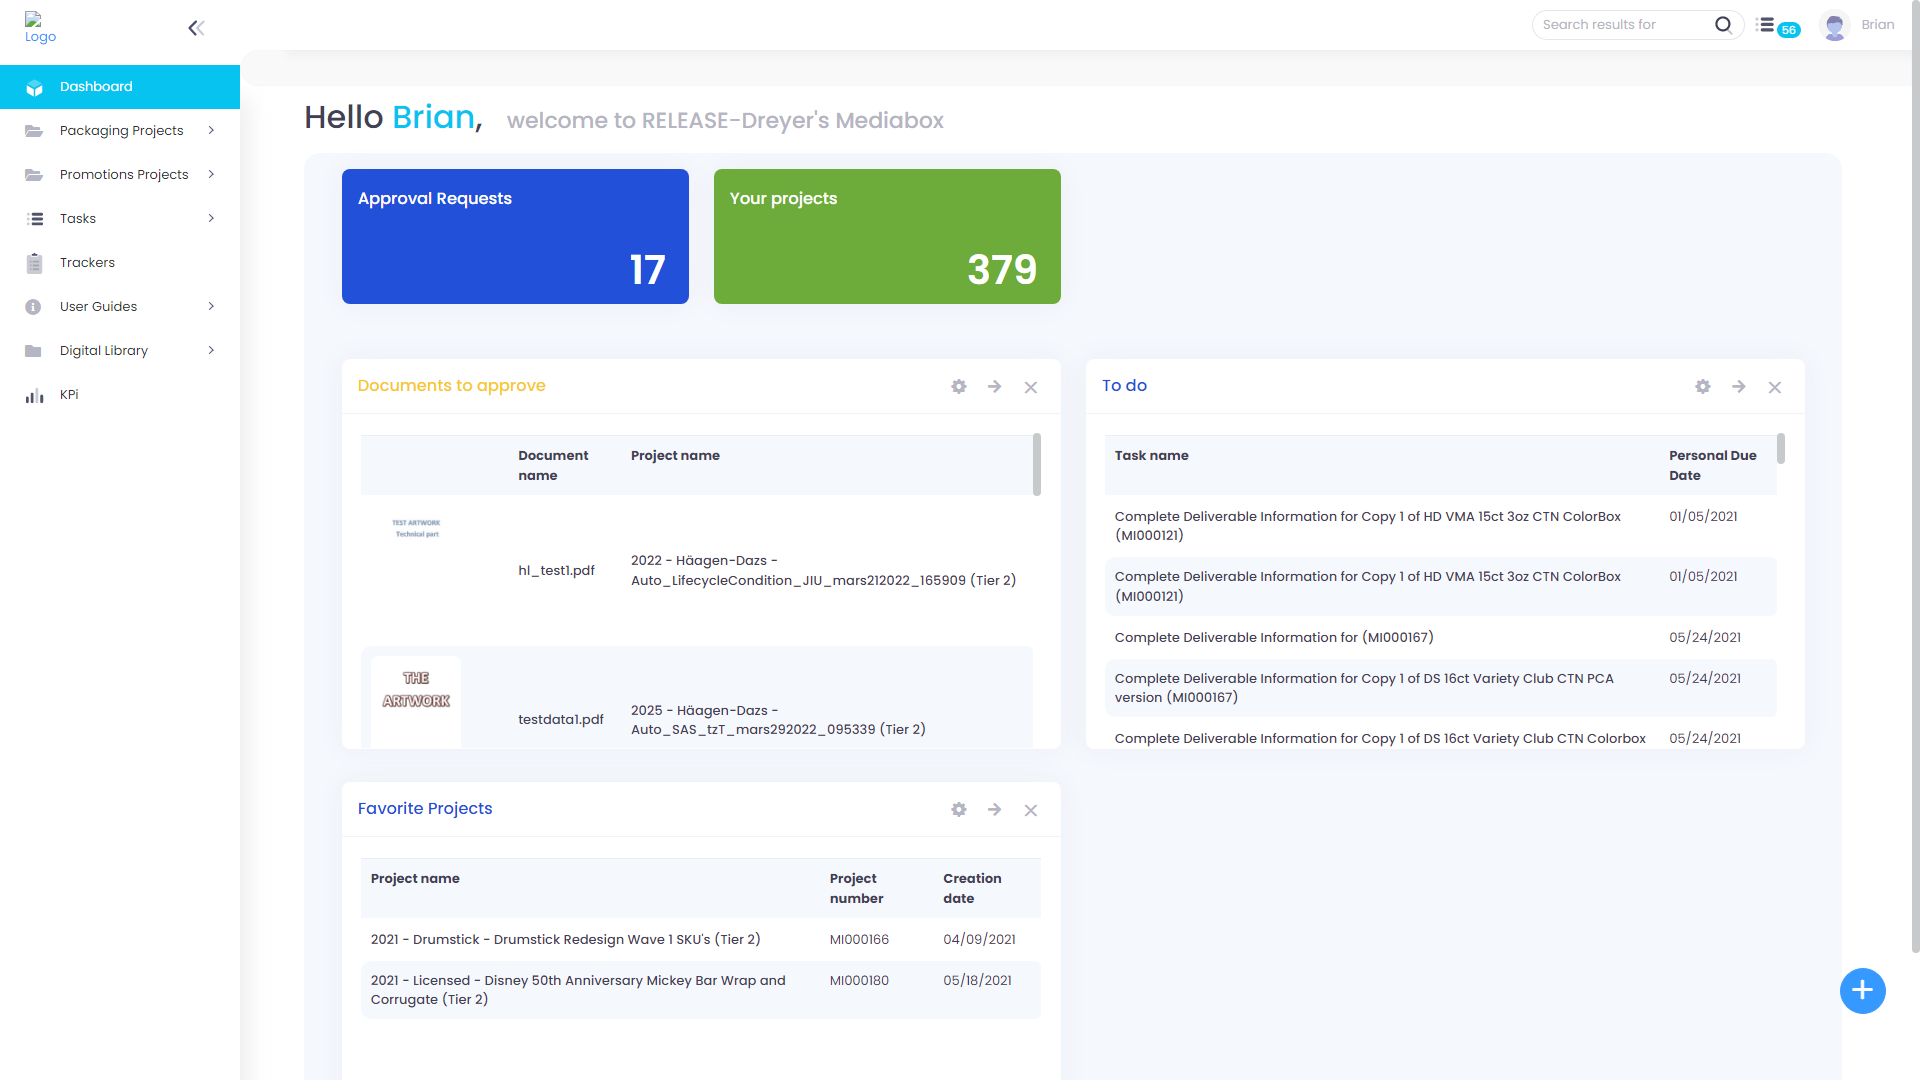 Logo
Search results for
56
Brian
Dashboard
Packaging Projects
Promotions Projects
Tasks
Trackers
User Guides
Digital Library
KPi
Hello Brian, welcome to RELEASE-Dreyer's Mediabox
Approval Requests
17
Your projects
379
Documents to approve
Document name
Project name
TEST ARTWORK
Technical part
hl_test1.pdf
2022 - Häagen-Dazs -
Auto_LifecycleCondition_JIU_mars212022_165909 (Tier 2)
THE
ARTWORK
testdata1.pdf
2025 - Häagen-Dazs -
Auto_SAS_tzT_mars292022_095339 (Tier 2)
To do
Task name
Personal Due Date
Complete Deliverable Information for Copy 1 of HD VMA 15ct 3oz CTN ColorBox
(MI000121)
01/05/2021
Complete Deliverable Information for Copy 1 of HD VMA 15ct 3oz CTN ColorBox
(MI000121)
01/05/2021
Complete Deliverable Information for (MI000167)
05/24/2021
Complete Deliverable Information for Copy 1 of DS 16ct Variety Club CTN PCA
version (MI000167)
05/24/2021
Complete Deliverable Information for Copy 1 of DS 16ct Variety Club CTN Colorbox
05/24/2021
Favorite Projects
Project name
Project number
Creation date
2021 - Drumstick - Drumstick Redesign Wave 1 SKU's (Tier 2)
MI000166
04/09/2021
2021 - Licensed - Disney 50th Anniversary Mickey Bar Wrap and
Corrugate (Tier 2)
MI000180
05/18/2021